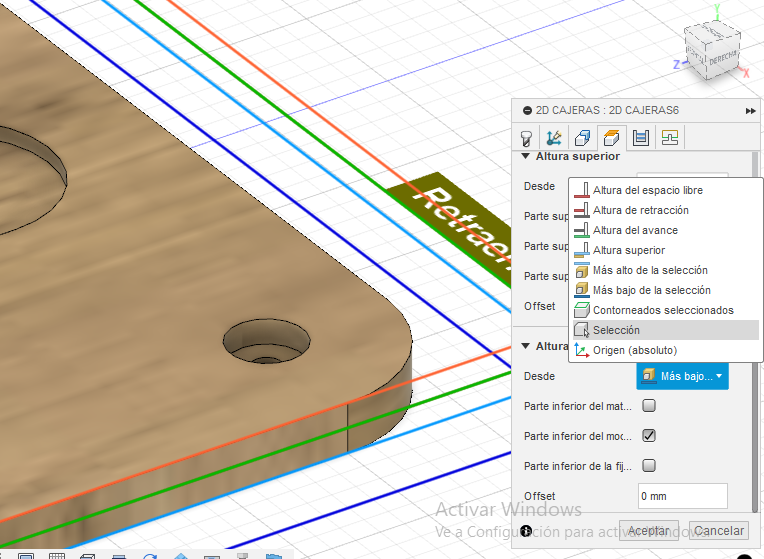 Y
Z
X
DERECHA
2D CAJERAS : 2D CAJERAS6
Altura superior
Desde
Parte sup
Parte sup
Parte sup
Offset
Altura del espacio libre
Altura de retracción
Altura del avance
Altura superior
Más alto de la selección
Más bajo de la selección
Contorneados seleccionados
Selección
Origen (absoluto)
Altura
Desde
Más bajo...
Parte inferior del mat...
Parte inferior del moc...
Parte inferior de la fij...
Offset
0 mm
Activar Windows
Ve a Configuración para activar Windows.
Aceptar
Cancelar